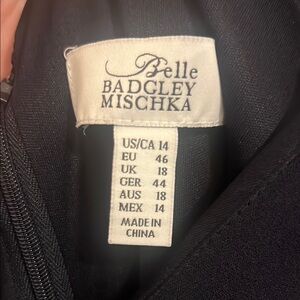 Belle
BADGLEY
MISCHKA
US/CA 14
EU 46
UK 18
GER 44
AUS 18
MEX 14
MADE IN
CHINA